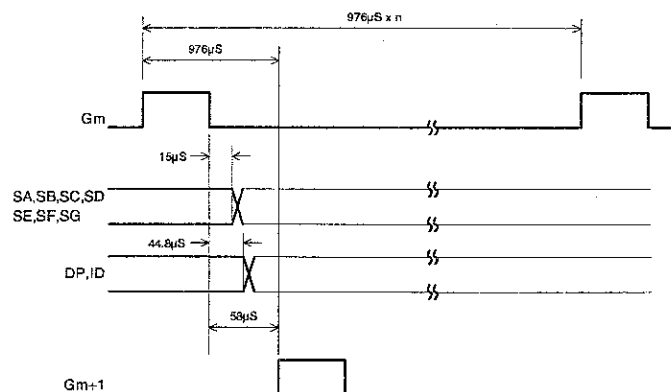 976µS x n
976µS
Gm
15µS
SA,SB,SC,SD
SE,SF,SG
44.8µS
DP,ID
58µS
Gm+1